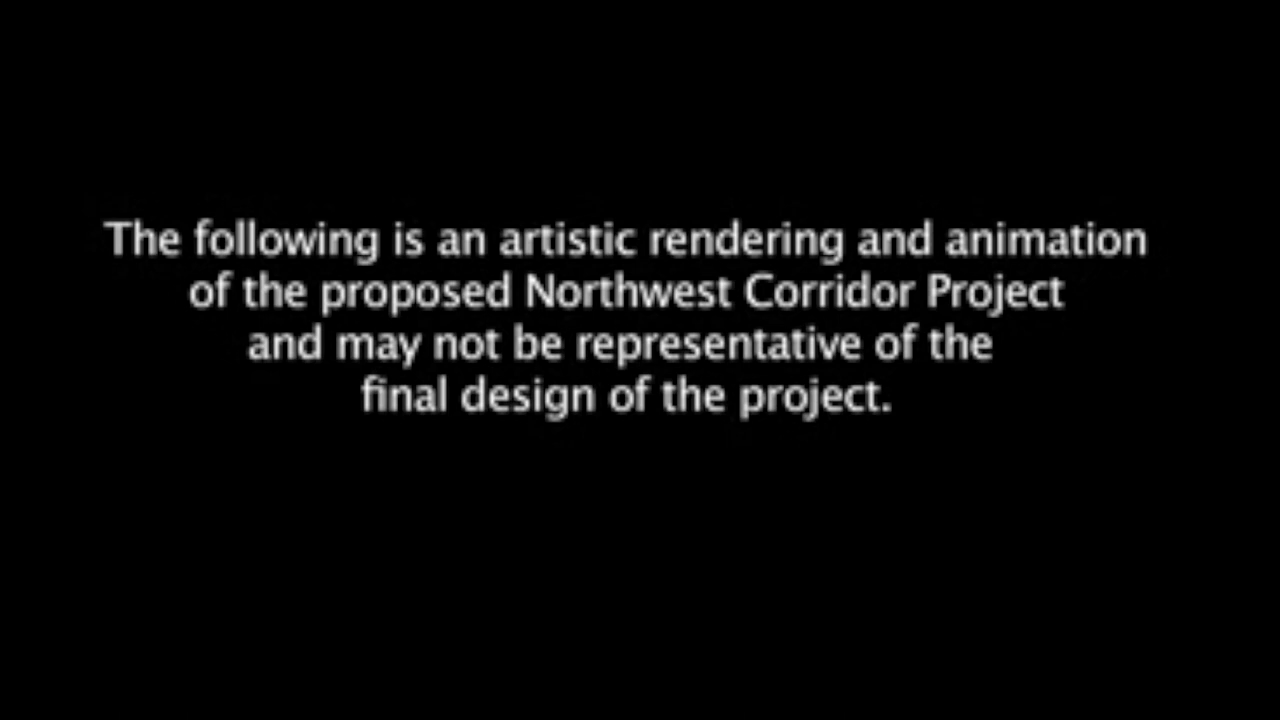 The following is an artistic rendering and animation
of the proposed Northwest Corridor Project
and may not be representative of the
final design of the project.